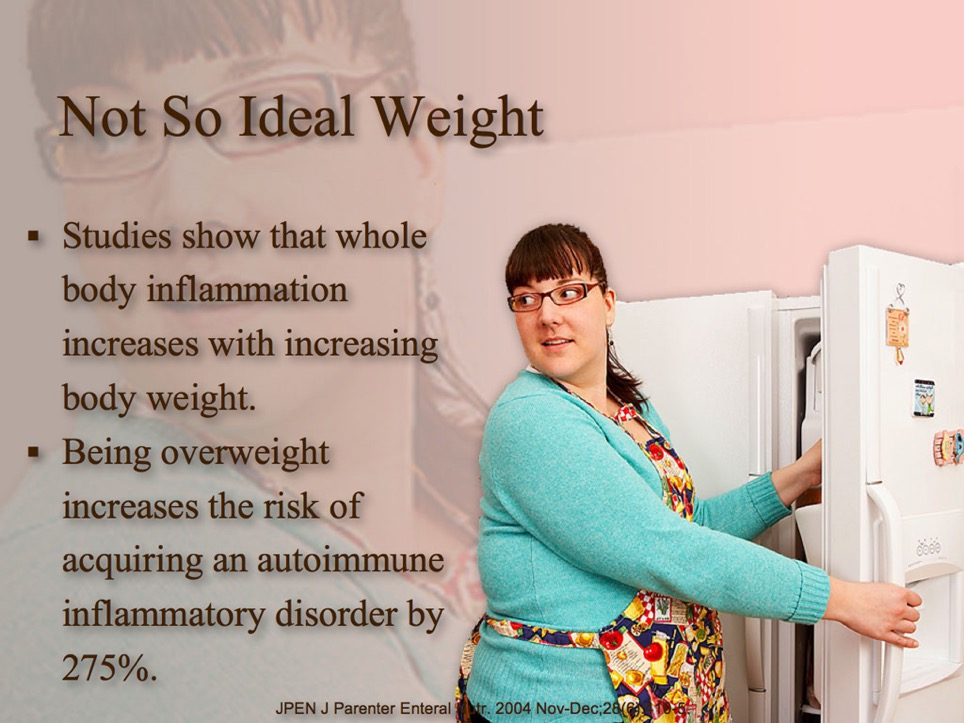 Not So Ideal Weight
▪ Studies show that whole
body inflammation
increases with increasing
body weight.
▪ Being overweight
increases the risk of
acquiring an autoimmune
inflammatory disorder by
275%.
JPEN J Parenter Enteral 2004 Nov-Dec;28(6)